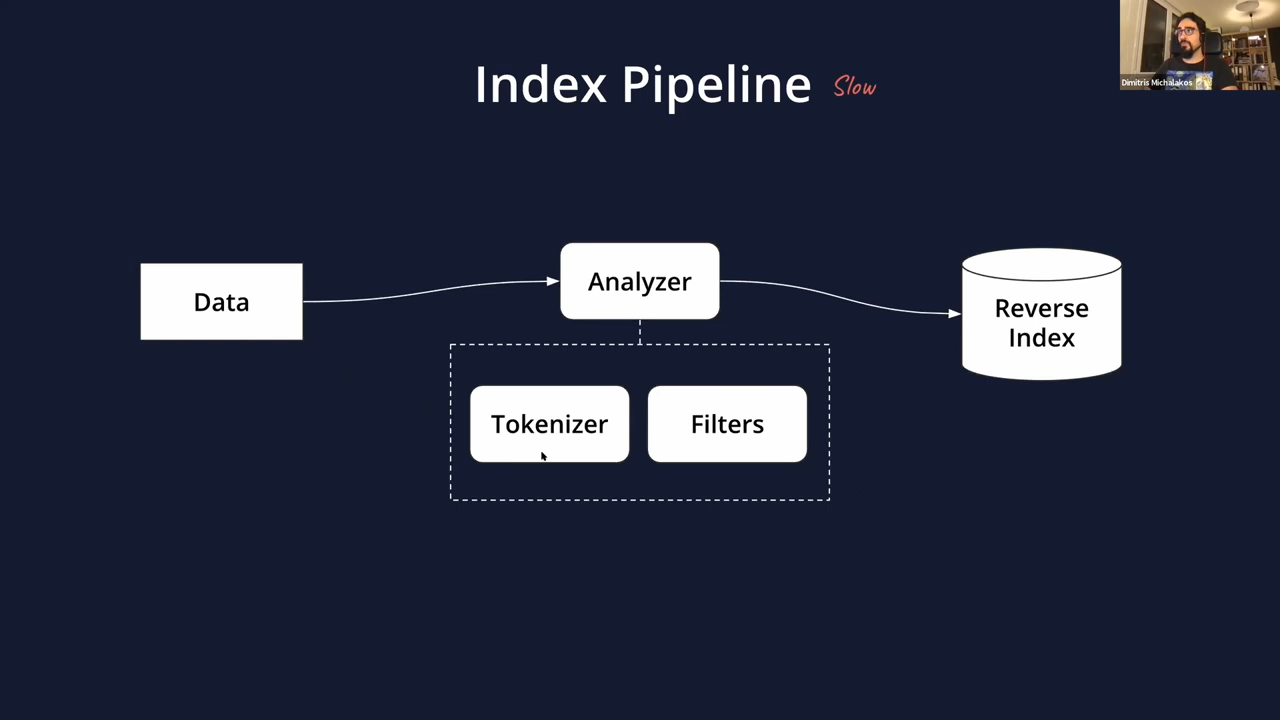 Index Pipeline Slow
Dimitris Michalakos
Data
Analyzer
Reverse
Index
Tokenizer
Filters